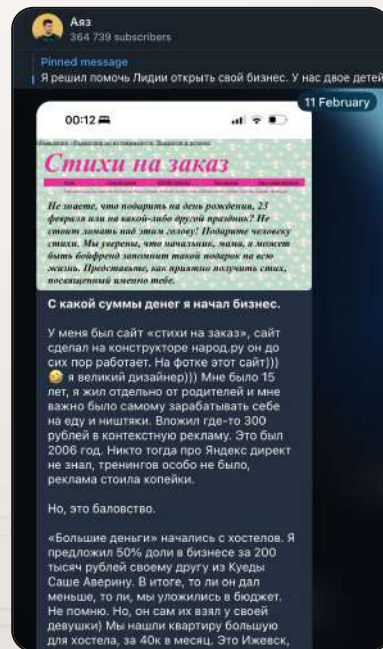 Аяз
364 739 subscribers
Pinned message
Я решил помочь Лидии открыть свой бизнес. У нас двое детей
11 February
00:12
Стихи на заказ
Не знаете, что подарить на день рождения, 23
февраля или на какой-либо другой праздник? Не
стоит ломать над этим голову! Подарите человеку
стихи. Мы уверены, что начальник, мама, а может
быть бойфренд запомнит такой подарок на всю
жизнь. Представьте, как приятно получить стих,
посвященный именно тебе.
С какой суммы денег я начал бизнес.
У меня был сайт «стихи на заказ», сайт
сделал на конструкторе народ.ру он до
сих пор работает. На фотке этот сайт)))
🤣 я великий дизайнер))) Мне было 15
лет, я жил отдельно от родителей и мне
важно было самому зарабатывать себе
на еду и ништяки. Вложил где-то 300
рублей в контекстную рекламу. Это был
2006 год. Никто тогда про Яндекс директ
не знал, тренингов особо не было,
реклама стоила копейки.
Но, это баловство.
«Большие деньги» начались с хостелов. Я
предложил 50% доли в бизнесе за 200
тысяч рублей своему другу из Куеды
Саше Аверину. В итоге, то ли он дал
меньше, то ли, мы уложились в бюджет.
Не помню. Но, он сам их взял у своей
девушки) Мы нашли квартиру большую
для хостела, за 40к в месяц. Это Ижевск,